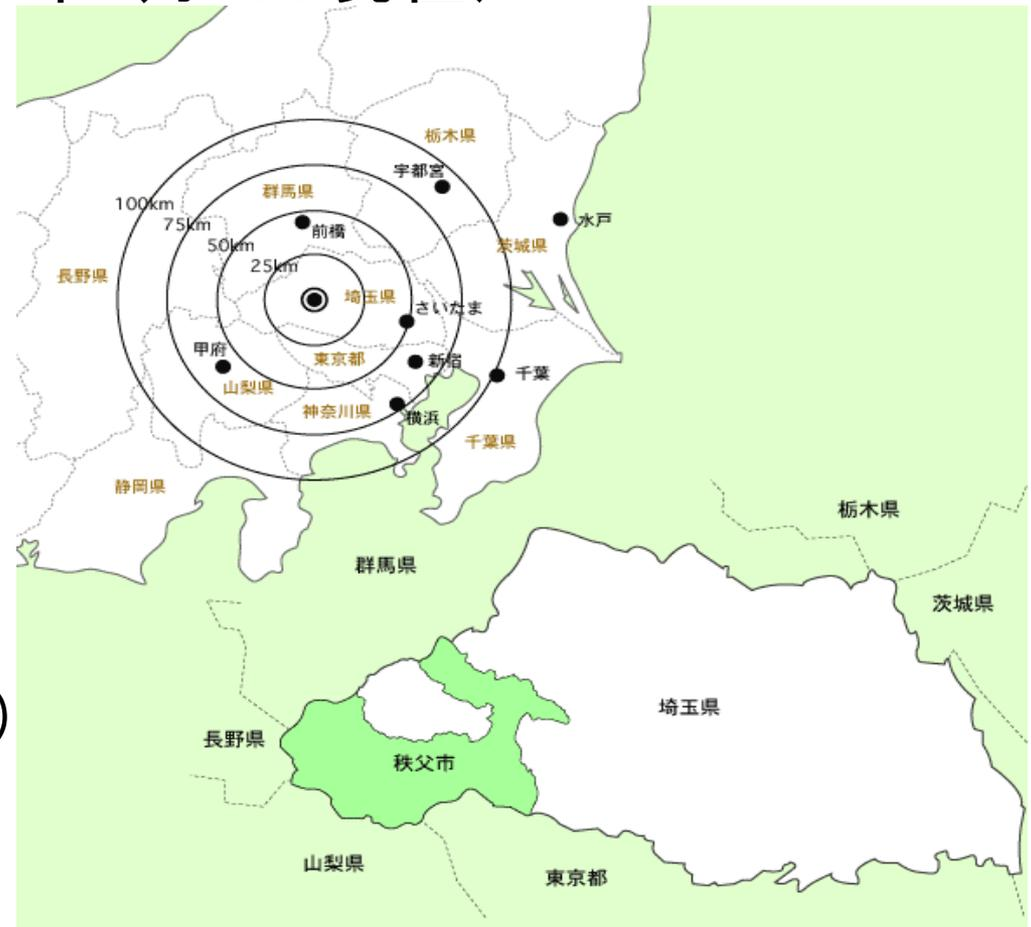 栃木県
宇都宮
群馬県
100km
75km
水戸
前橋
50km
茨城県
25km
長野県
埼玉県
さいたま
甲府
東京都
新宿
千葉
山梨県
神奈川県
横浜
千葉県
静岡県
栃木県
群馬県
茨城県
埼玉県
長野県
秩父市
山梨県
東京都
)